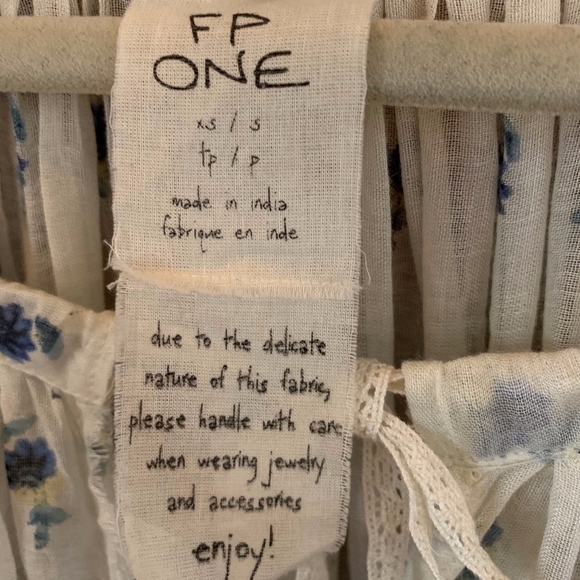 FP
ONE
xs / s
tp / p
made in india
fabrique en inde
due to the delicate
nature of this fabric,
please handle with care
when wearing jewelry
and accessories
enjoy!